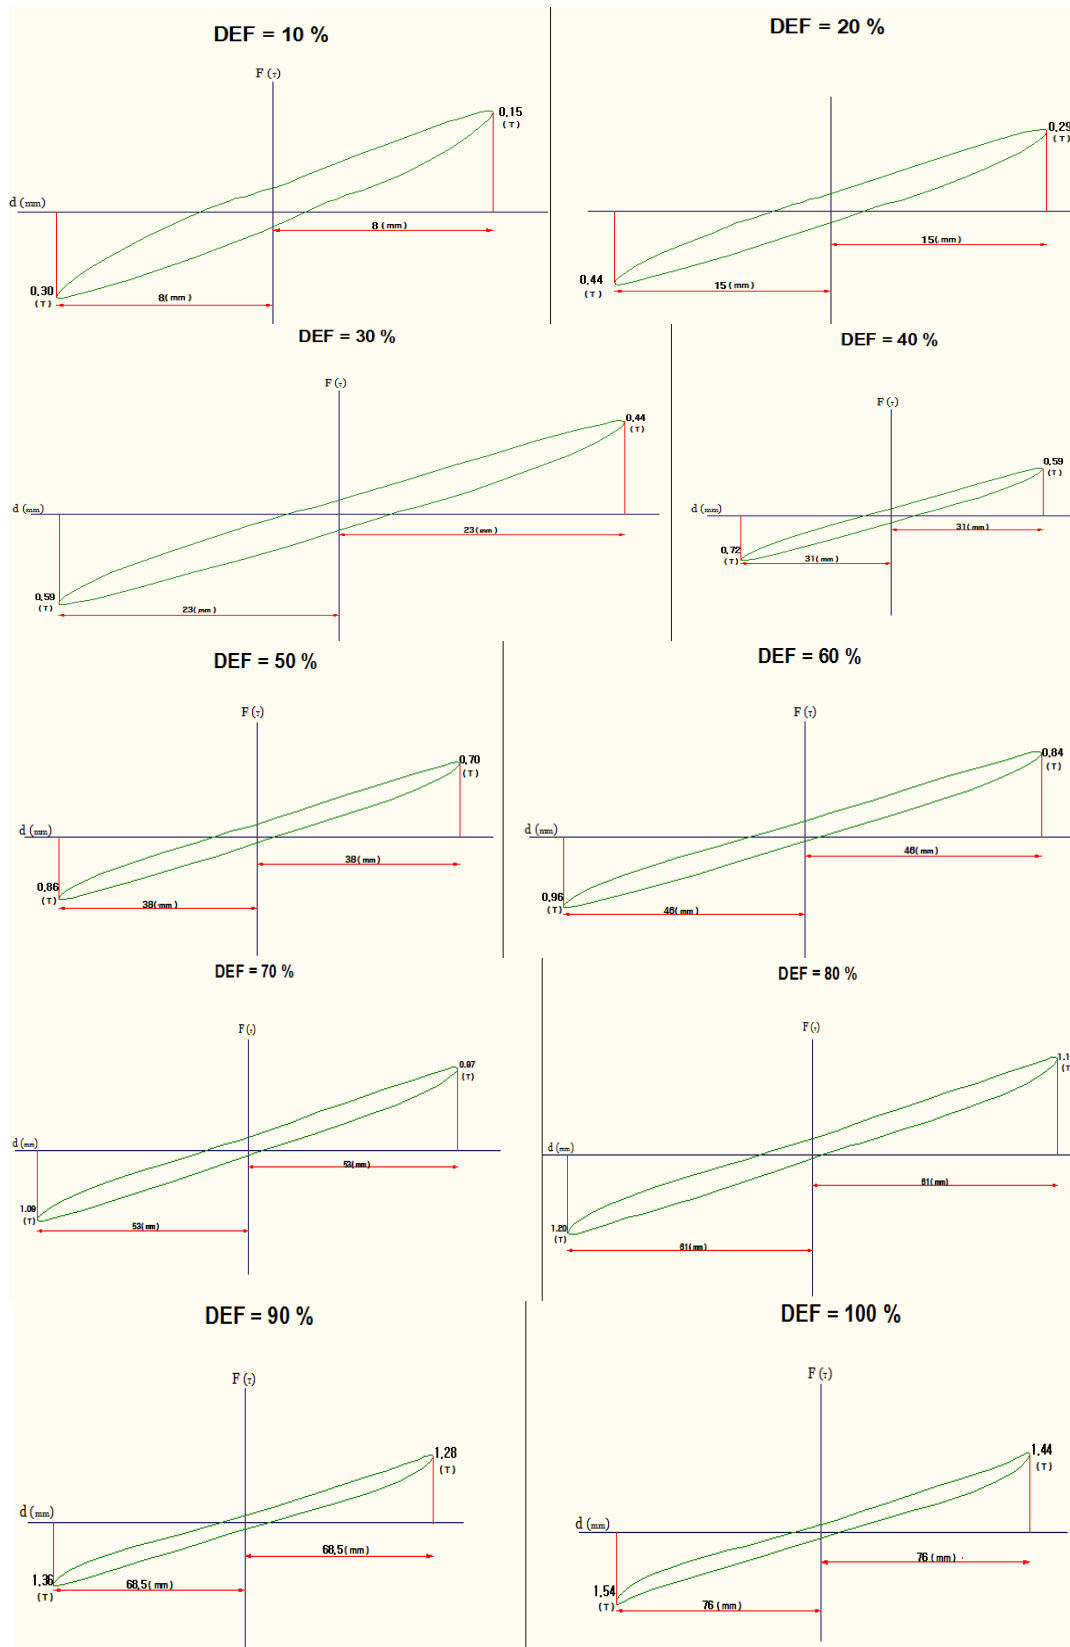 DEF = 10 %
F (T)
0.15
(T)
d (mm)
8(mm)
0.30
(T)
8(mm)
DEF = 20 %
0.29
(T)
15(mm)
0.44
(T)
15(mm)
DEF = 30 %
F (T)
0.44
(T)
d (mm)
23(mm)
0.59
(T)
23(mm)
DEF = 40 %
F (T)
0.59
(T)
d (mm)
31(mm)
0.72
(T)
31(mm)
DEF = 50 %
F (T)
0.70
(T)
d (mm)
38(mm)
0.86
(T)
38(mm)
DEF = 60 %
F (T)
0.84
(T)
d (mm)
46(mm)
0.96
(T)
46(mm)
DEF = 70 %
F (T)
0.97
(T)
d (mm)
53(mm)
1.09
(T)
53(mm)
DEF = 80 %
F (T)
1.1
(T
d (mm)
61(mm)
1.20
(T)
61(mm)
DEF = 90 %
F (T)
1.28
(T)
d (mm)
68,5(mm)
1.36
(T)
68,5(mm)
DEF = 100 %
F (T)
1.44
(T)
d (mm)
76(mm)
1.54
(T)
76(mm)